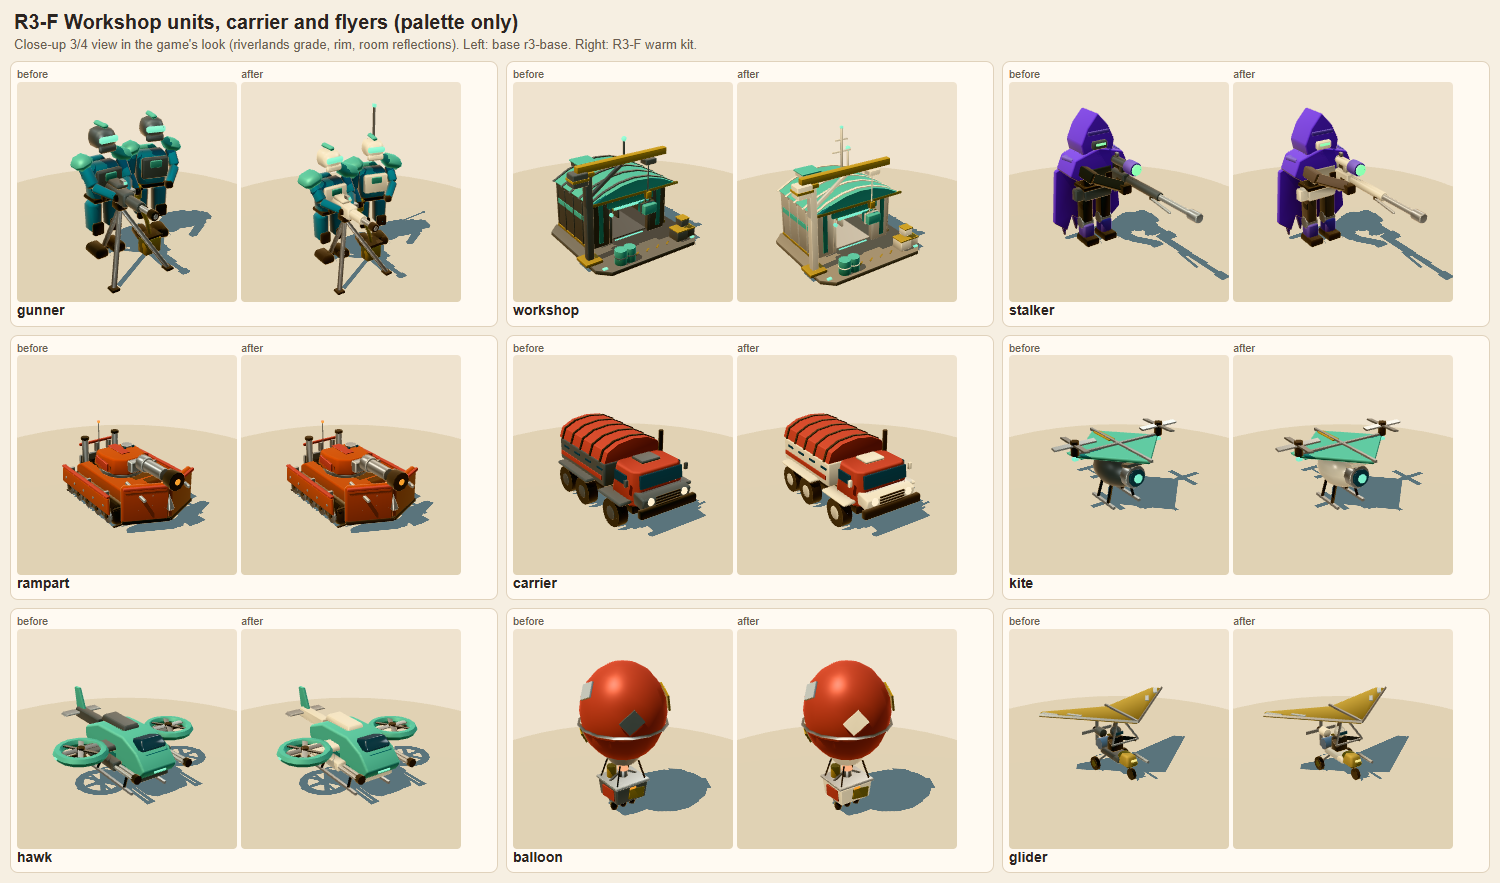 R3-F Workshop units, carrier and flyers (palette only)
Close-up 3/4 view in the game's look (riverlands grade, rim, room reflections). Left: base r3-base. Right: R3-F warm kit.
before after
gunner
before after
workshop
before after
stalker
before after
rampart
before after
carrier
before after
kite
before after
hawk
before after
balloon
before after
glider